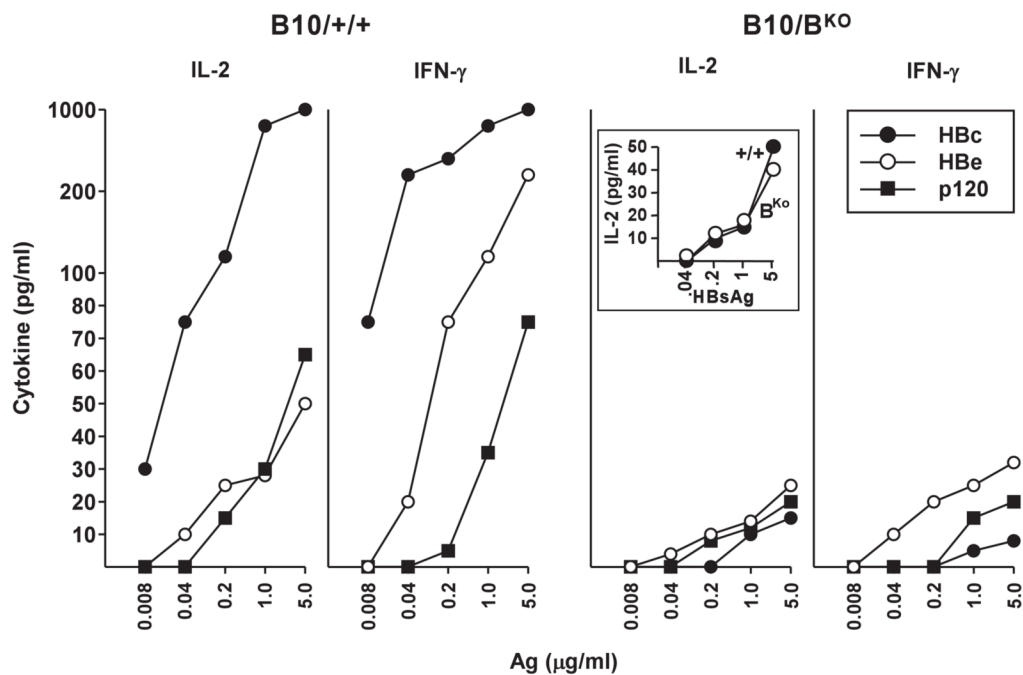 B10/+/+
B10/BKO
IL-2
IFN-γ
IL-2
IFN-γ
Cytokine (pg/ml)
1000
200
100
80
70
60
50
40
30
20
10
0.008
0.04
0.2
1.0
5.0
0.008
0.04
0.2
1.0
5.0
IL-2 (pg/ml)
50
40
30
20
10
+/+
BKo
.04
.2
1
5
HBsAg
0.008
0.04
0.2
1.0
5.0
HBc
HBe
p120
0.008
0.04
0.2
1.0
5.0
Ag (μg/ml)